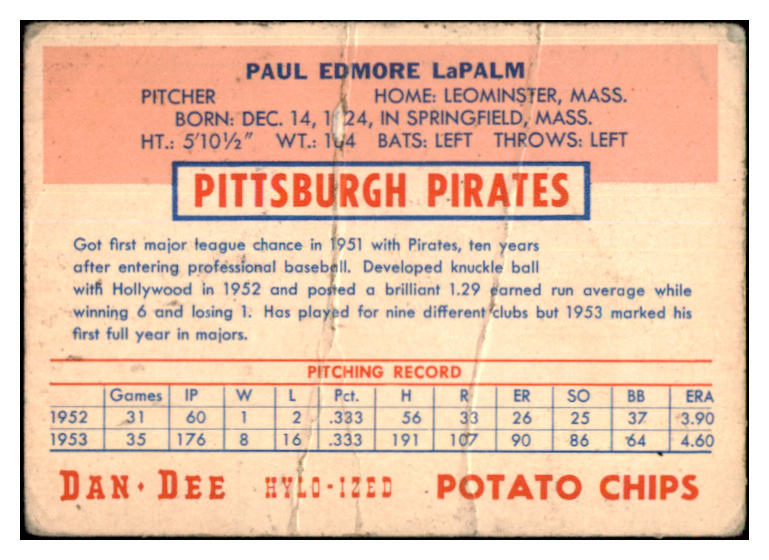 PAUL EDMORE LaPALM
PITCHER HOME: LEOMINSTER, MASS.
BORN: DEC. 14, 1924, IN SPRINGFIELD, MASS.
HT.: 5'10½" WT.: BATS: LEFT THROWS: LEFT
PITTSBURGH PIRATES
Got first major league chance in 1951 with Pirates, ten years
after entering professional baseball. Developed knuckle ball
with Hollywood in 1952 and posted a brilliant 1.29 earned run average while
winning 6 and losing 1. Has played for nine different clubs but 1953 marked his
first full year in majors.
PITCHING RECORD
Games IP W L Pct. H R ER SO BB ERA
1952 31 60 1 2 .333 56 33 26 25 37 3.90
1953 35 176 8 16 .333 191 107 90 86 64 4.60
DAN·DEE HYLO-IZED POTATO CHIPS